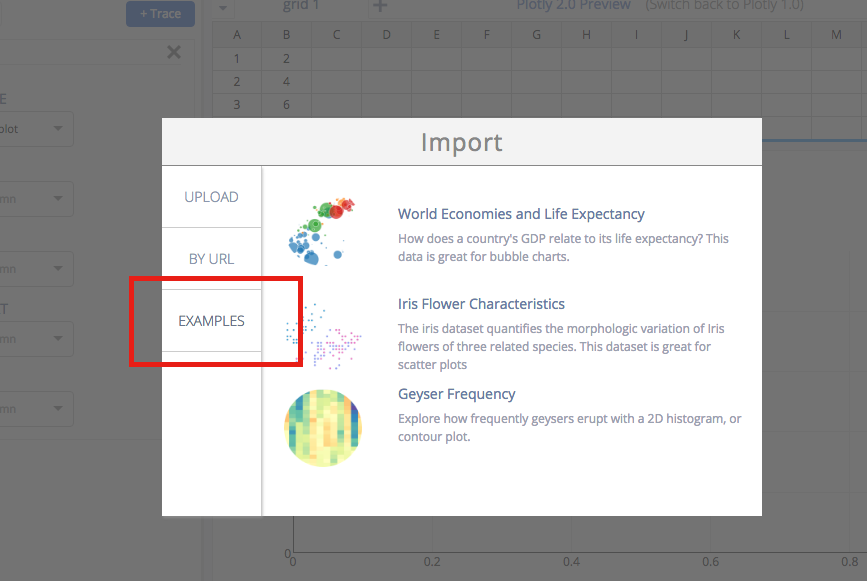 + Trace
grid 1
+
Plotly 2.0 Preview (Switch back to Plotly 1.0)
A B C D E F G H I J K L M
1 2
2 4
3 6
E
plot
mn
mn
T
mn
mn
Import
UPLOAD
BY URL
EXAMPLES
World Economies and Life Expectancy
How does a country's GDP relate to its life expectancy? This
data is great for bubble charts.
Iris Flower Characteristics
The iris dataset quantifies the morphologic variation of Iris
flowers of three related species. This dataset is great for
scatter plots
Geyser Frequency
Explore how frequently geysers erupt with a 2D histogram, or
contour plot.
0
0 0.2 0.4 0.6 0.8